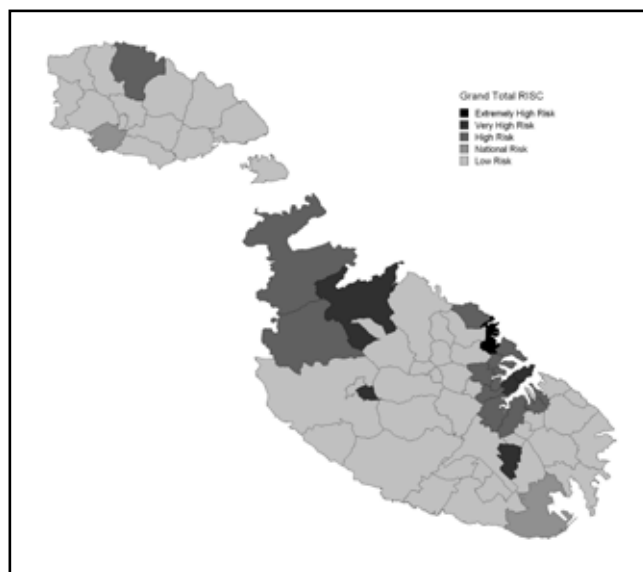 Grand Total RISC
Extremely High Risk
Very High Risk
High Risk
National Risk
Low Risk